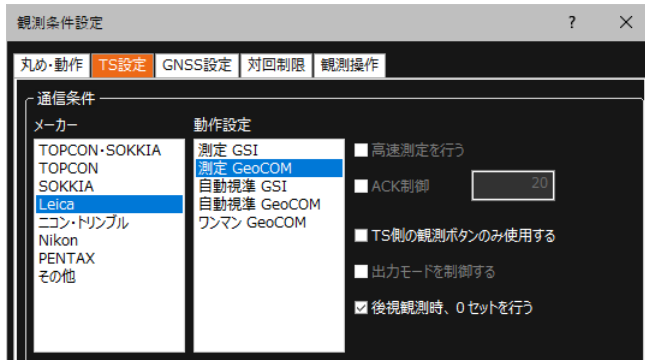 観測条件設定 ? ×
丸め・動作 TS設定 GNSS設定 対回制限 観測操作
通信条件
メーカー
TOPCON・SOKKIA
TOPCON
SOKKIA
Leica
ニコン・トリンブル
Nikon
PENTAX
その他
動作設定
測定 GSI
測定 GeoCOM
自動視準 GSI
自動視準 GeoCOM
ワンマン GeoCOM
高速測定を行う
ACK制御 20
TS側の観測ボタンのみ使用する
出力モードを制御する
後視観測時、0セットを行う